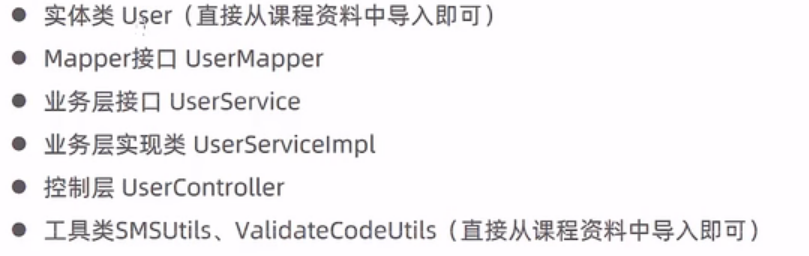 ● 实体类 User（直接从课程资料中导入即可）
● Mapper接口 UserMapper
● 业务层接口 UserService
● 业务层实现类 UserServiceImpl
● 控制层 UserController
● 工具类SMSUtils、ValidateCodeUtils（直接从课程资料中导入即可）